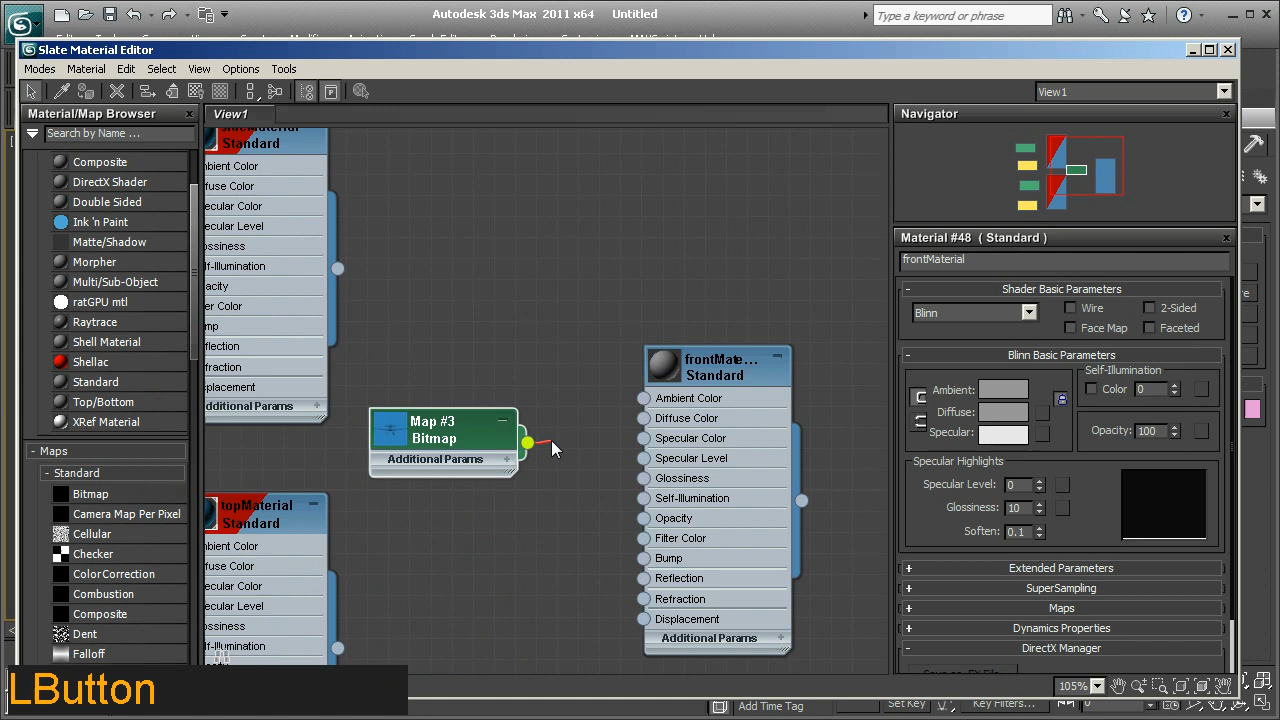 Autodesk 3ds Max 2011 x64 Untitled
Type a keyword or phrase
Slate Material Editor
Modes Material Edit Select View Options Tools
View1
Material/Map Browser
Search by Name ...
Composite
DirectX Shader
Double Sided
Ink 'n Paint
Matte/Shadow
Morpher
Multi/Sub-Object
ratGPU mtl
Raytrace
Shell Material
Shellac
Standard
Top/Bottom
XRef Material
- Maps
- Standard
Bitmap
Camera Map Per Pixel
Cellular
Checker
ColorCorrection
Combustion
Composite
Dent
Falloff
View1
Standard
bient Color
fuse Color
ecular Color
ecular Level
ossiness
lf-Illumination
acity
er Color
mp
flection
fraction
placement
dditional Params +
Map #3
Bitmap
Additional Params +
topMaterial
Standard
bient Color
fuse Color
ecular Color
ecular Level
ossiness
lf-Illumination
frontMate...
Standard
Ambient Color
Diffuse Color
Specular Color
Specular Level
Glossiness
Self-Illumination
Opacity
Filter Color
Bump
Reflection
Refraction
Displacement
Additional Params +
Navigator
Material #48 ( Standard )
frontMaterial
- Shader Basic Parameters
Blinn
Wire
2-Sided
Face Map
Faceted
- Blinn Basic Parameters
Self-Illumination
Ambient:
Color 0
Diffuse:
Specular:
Opacity: 100
Specular Highlights
Specular Level: 0
Glossiness: 10
Soften: 0.1
+ Extended Parameters
+ SuperSampling
+ Maps
+ Dynamics Properties
- DirectX Manager
105%
LButton
Add Time Tag
Set Key
Key Filters...
0